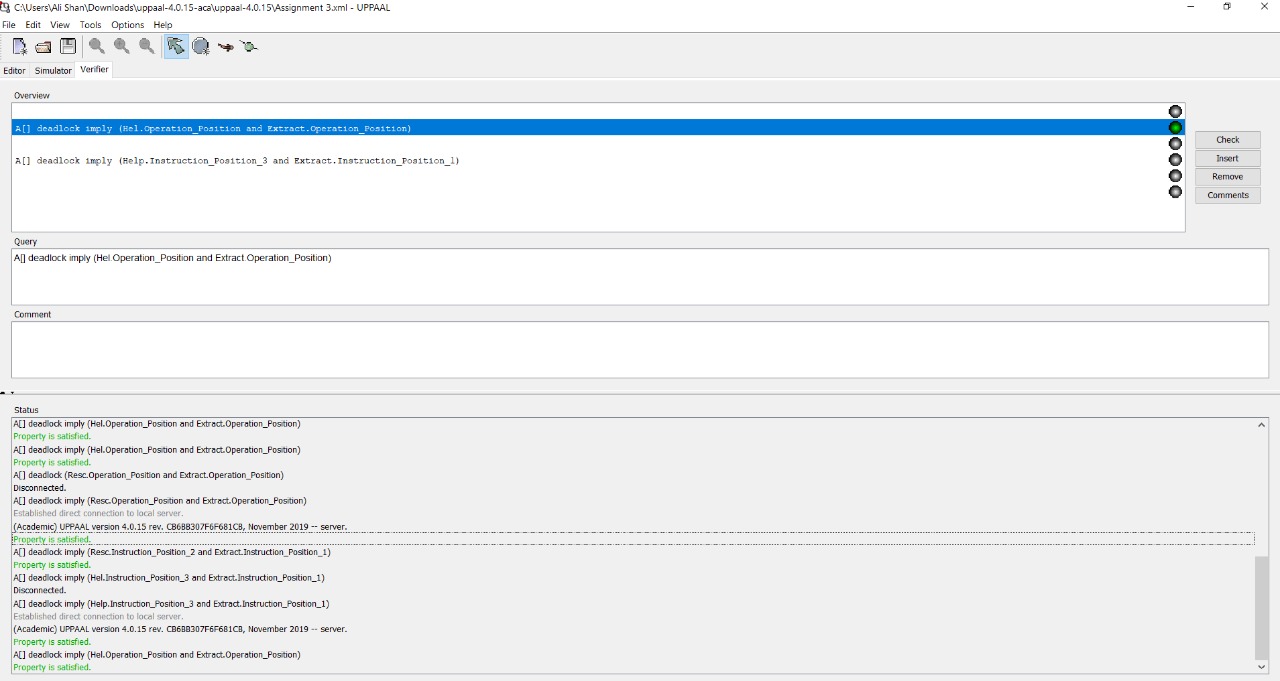 C:\Users\Ali Shan\Downloads\uppaal-4.0.15-aca\uppaal-4.0.15\Assignment 3.xml - UPPAAL
File Edit View Tools Options Help
Editor Simulator Verifier
Overview
A[] deadlock imply (Hel.Operation_Position and Extract.Operation_Position)
A[] deadlock imply (Help.Instruction_Position_3 and Extract.Instruction_Position_1)
Check
Insert
Remove
Comments
Query
A[] deadlock imply (Hel.Operation_Position and Extract.Operation_Position)
Comment
Status
A[] deadlock imply (Hel.Operation_Position and Extract.Operation_Position)
Property is satisfied.
A[] deadlock imply (Hel.Operation_Position and Extract.Operation_Position)
Property is satisfied.
A[] deadlock (Resc.Operation_Position and Extract.Operation_Position)
Disconnected.
A[] deadlock imply (Resc.Operation_Position and Extract.Operation_Position)
Established direct connection to local server.
(Academic) UPPAAL version 4.0.15 rev. CB6BB307F6F681CB, November 2019 -- server.
Property is satisfied.
A[] deadlock imply (Resc.Instruction_Position_2 and Extract.Instruction_Position_1)
Property is satisfied.
A[] deadlock imply (Hel.Instruction_Position_3 and Extract.Instruction_Position_1)
Disconnected.
A[] deadlock imply (Help.Instruction_Position_3 and Extract.Instruction_Position_1)
Established direct connection to local server.
(Academic) UPPAAL version 4.0.15 rev. CB6BB307F6F681CB, November 2019 -- server.
Property is satisfied.
A[] deadlock imply (Hel.Operation_Position and Extract.Operation_Position)
Property is satisfied.